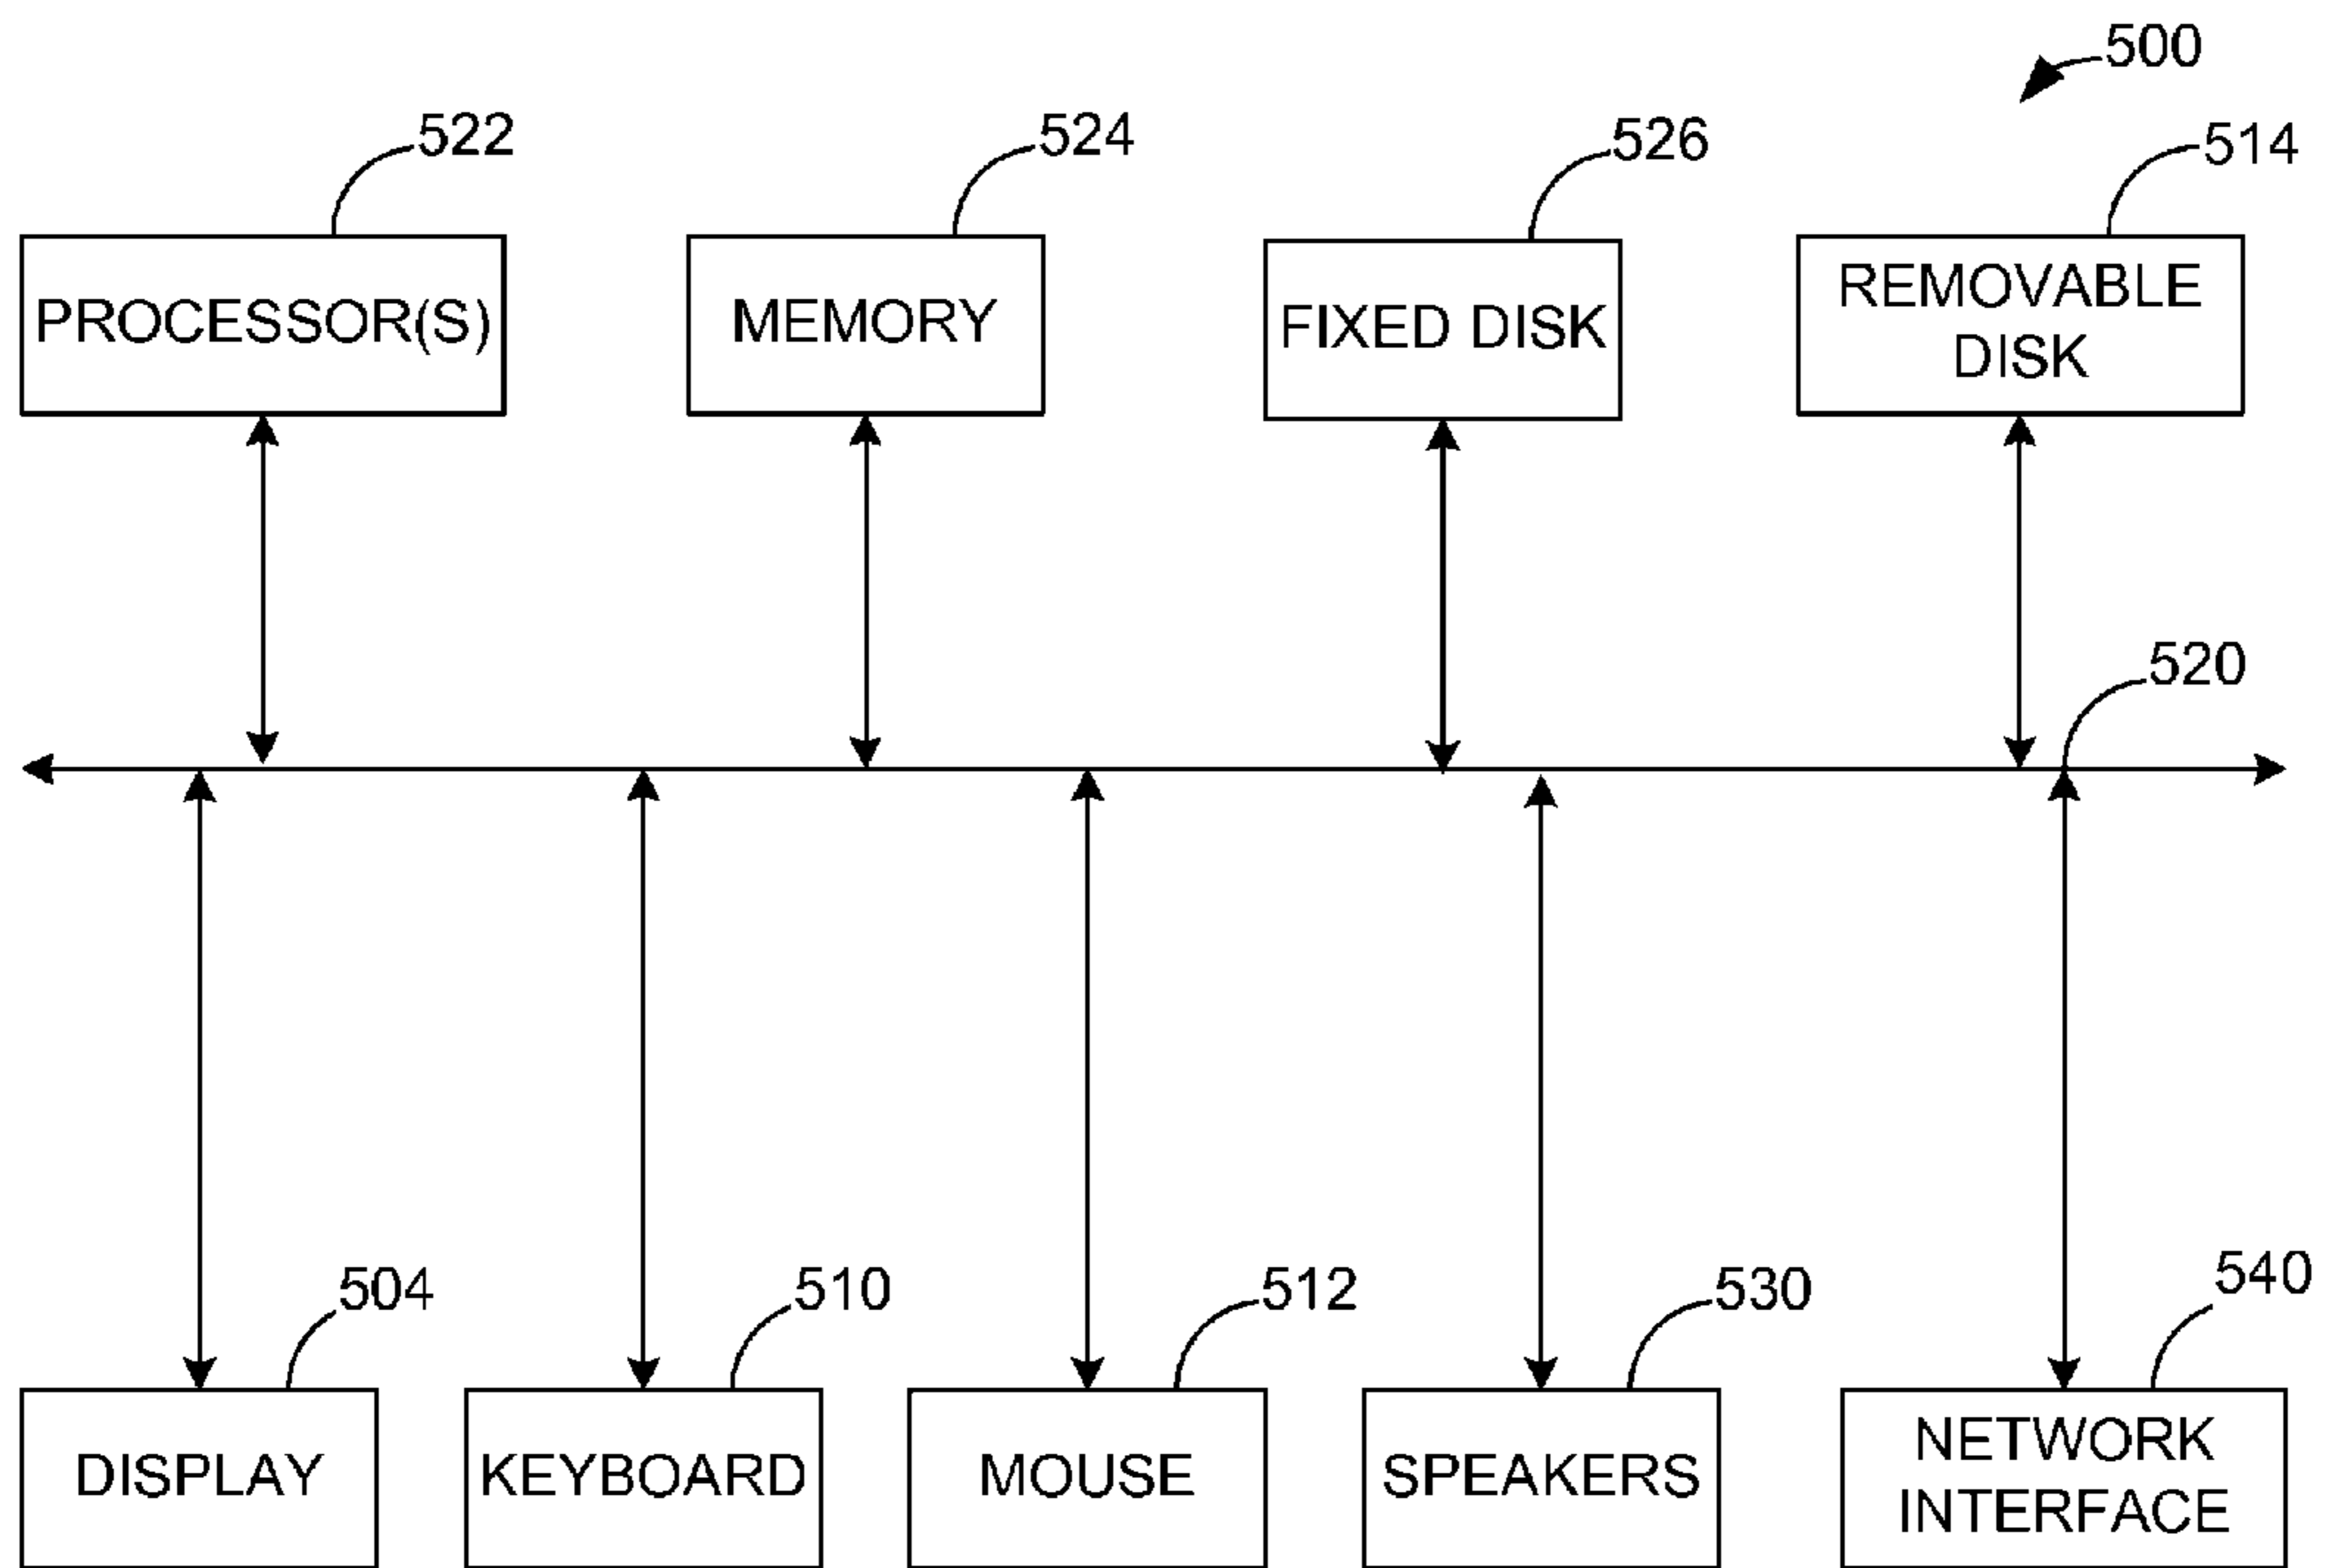 500
522
524
526
514
PROCESSOR(S)
MEMORY
FIXED DISK
REMOVABLE
DISK
520
504
510
512
530
540
DISPLAY
KEYBOARD
MOUSE
SPEAKERS
NETWORK
INTERFACE